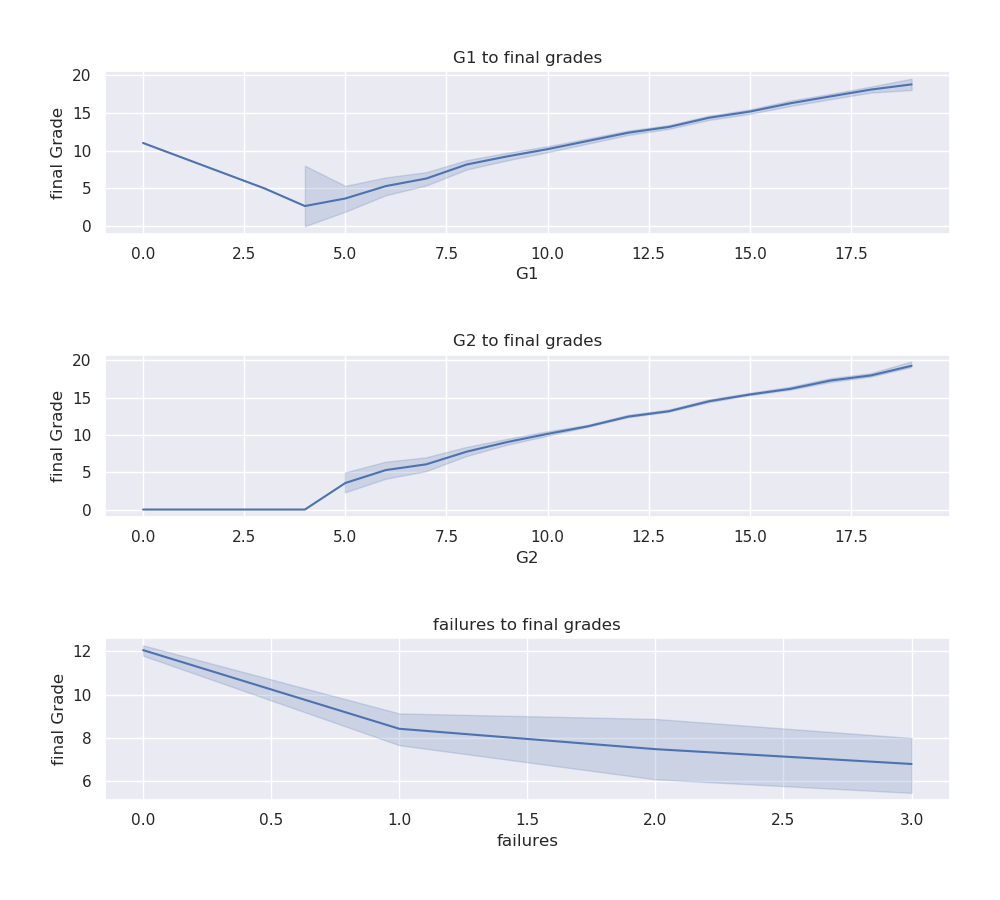 G1 to final grades
final Grade
20
15
10
5
0
0.0 2.5 5.0 7.5 10.0 12.5 15.0 17.5
G1
G2 to final grades
final Grade
20
15
10
5
0
0.0 2.5 5.0 7.5 10.0 12.5 15.0 17.5
G2
failures to final grades
final Grade
12
10
8
6
0.0 0.5 1.0 1.5 2.0 2.5 3.0
failures